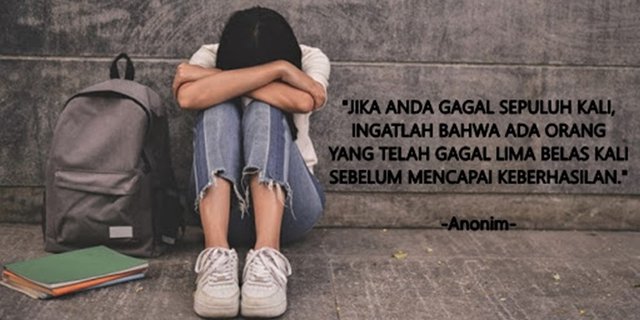 "JIKA ANDA GAGAL SEPULUH KALI,
INGATLAH BAHWA ADA ORANG
YANG TELAH GAGAL LIMA BELAS KALI
SEBELUM MENCAPAI KEBERHASILAN."
-Anonim-